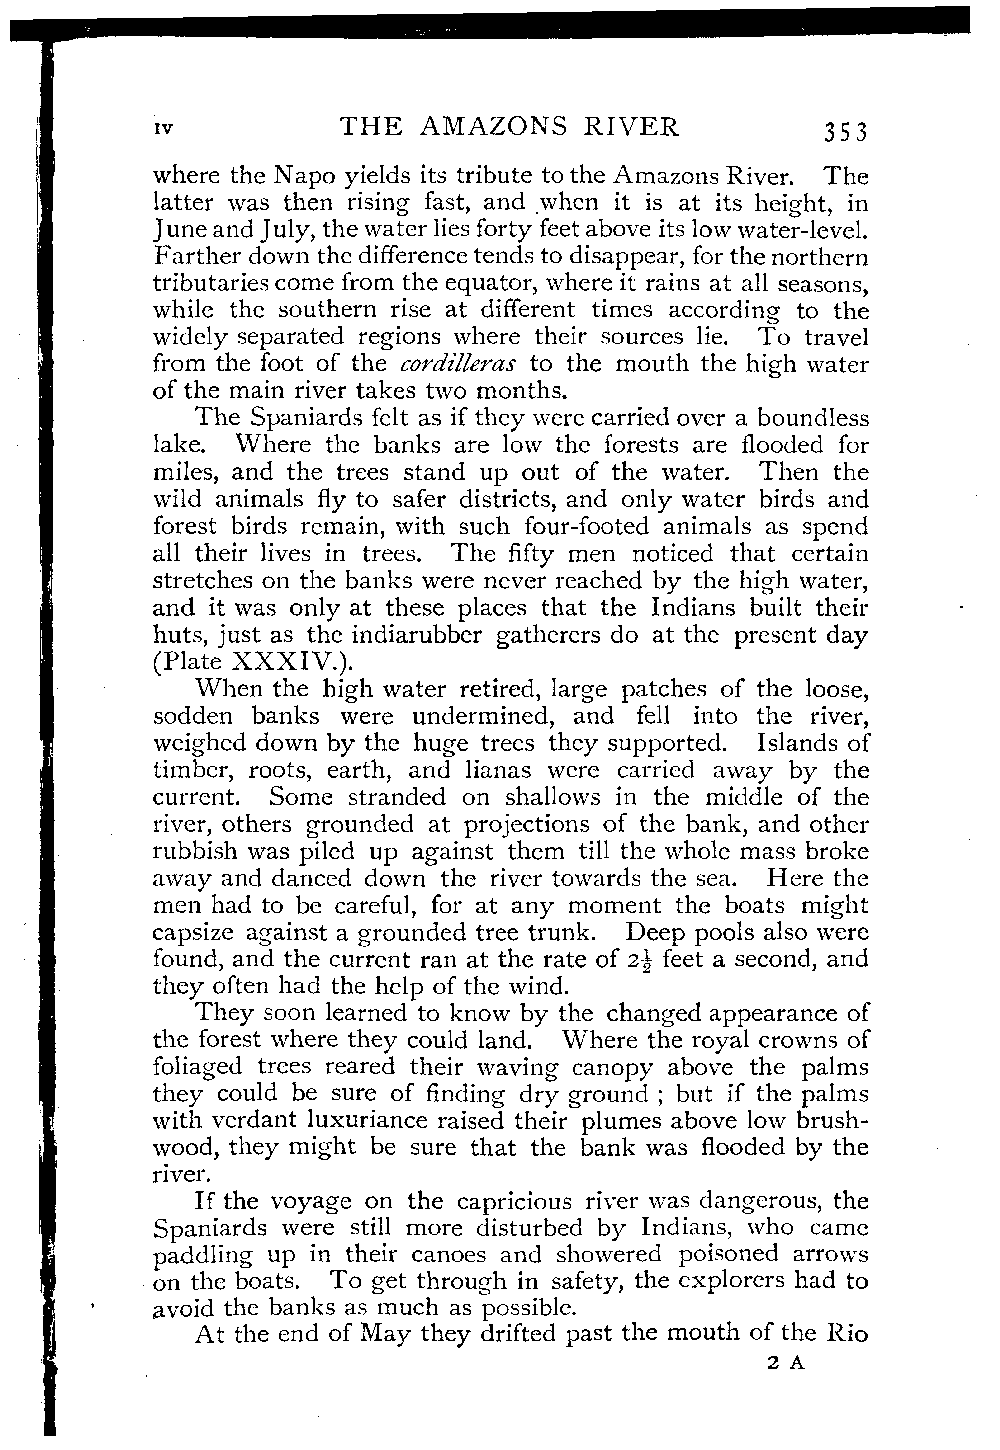 IV THE AMAZONS RIVER 353
where the Napo yields its tribute to the Amazons River. The
latter was then rising fast, and when it is at its height, in
June and July, the water lies forty feet above its low water-level.
Farther down the difference tends to disappear, for the northern
tributaries come from the equator, where it rains at all seasons,
while the southern rise at different times according to the
widely separated regions where their sources lie. To travel
from the foot of the cordilleras to the mouth the high water
of the main river takes two months.
The Spaniards felt as if they were carried over a boundless
lake. Where the banks are low the forests are flooded for
miles, and the trees stand up out of the water. Then the
wild animals fly to safer districts, and only water birds and
forest birds remain, with such four-footed animals as spend
all their lives in trees. The fifty men noticed that certain
stretches on the banks were never reached by the high water,
and it was only at these places that the Indians built their
huts, just as the indiarubber gatherers do at the present day
(Plate XXXIV.).
When the high water retired, large patches of the loose,
sodden banks were undermined, and fell into the river,
weighed down by the huge trees they supported. Islands of
timber, roots, earth, and lianas were carried away by the
current. Some stranded on shallows in the middle of the
river, others grounded at projections of the bank, and other
rubbish was piled up against them till the whole mass broke
away and danced down the river towards the sea. Here the
men had to be careful, for at any moment the boats might
capsize against a grounded tree trunk. Deep pools also were
found, and the current ran at the rate of 2½ feet a second, and
they often had the help of the wind.
They soon learned to know by the changed appearance of
the forest where they could land. Where the royal crowns of
foliaged trees reared their waving canopy above the palms
they could be sure of finding dry ground ; but if the palms
with verdant luxuriance raised their plumes above low brush-
wood, they might be sure that the bank was flooded by the
river.
If the voyage on the capricious river was dangerous, the
Spaniards were still more disturbed by Indians, who came
paddling up in their canoes and showered poisoned arrows
on the boats. To get through in safety, the explorers had to
avoid the banks as much as possible.
At the end of May they drifted past the mouth of the Rio
2 A